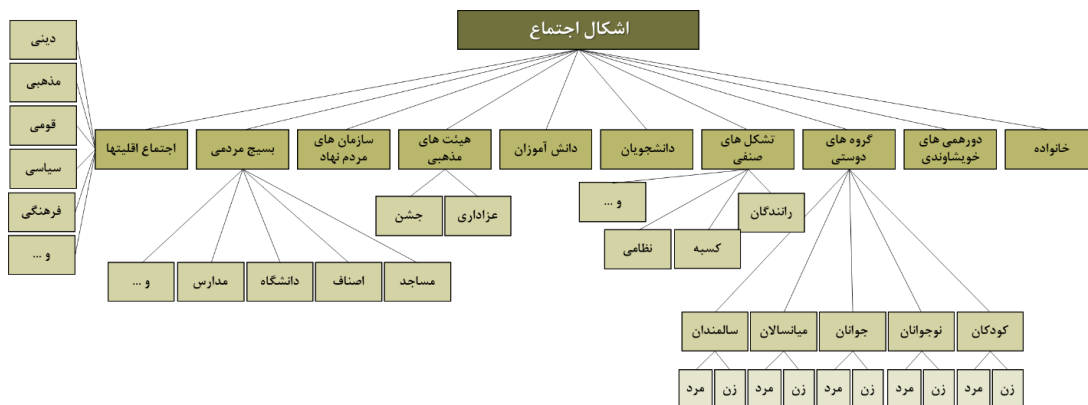 اشکال اجتماع
خانواده
دورهمی های
خویشاوندی
گروه های
دوستی
تشکل های
صنفی
دانشجویان
دانش آموزان
هیئت های
مذهبی
سازمان های
مردم نهاد
بسیج مردمی
اجتماع اقلیتها
کودکان
نوجوانان
جوانان
میانسالان
سالمندان
زن
مرد
زن
مرد
زن
مرد
زن
مرد
زن
مرد
رانندگان
کسبه
نظامی
و ...
عزاداری
جشن
مساجد
اصناف
دانشگاه
مدارس
و ...
دینی
مذهبی
قومی
سیاسی
فرهنگی
و ...